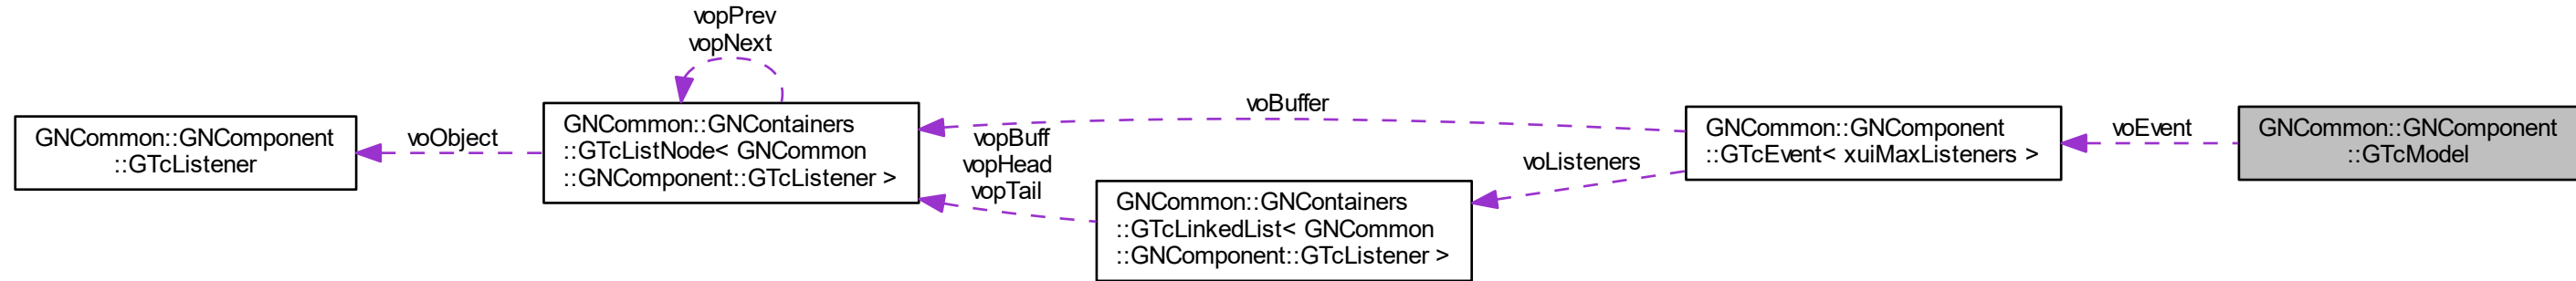 vopPrev
vopNext
GNCommon::GNComponent
::GTcListener
voObject
GNCommon::GNContainers
::GTcListNode< GNCommon
::GNComponent::GTcListener >
voBuffer
vopBuff
vopHead
vopTail
GNCommon::GNContainers
::GTcLinkedList< GNCommon
::GNComponent::GTcListener >
voListeners
GNCommon::GNComponent
::GTcEvent< xuiMaxListeners >
voEvent
GNCommon::GNComponent
::GTcModel